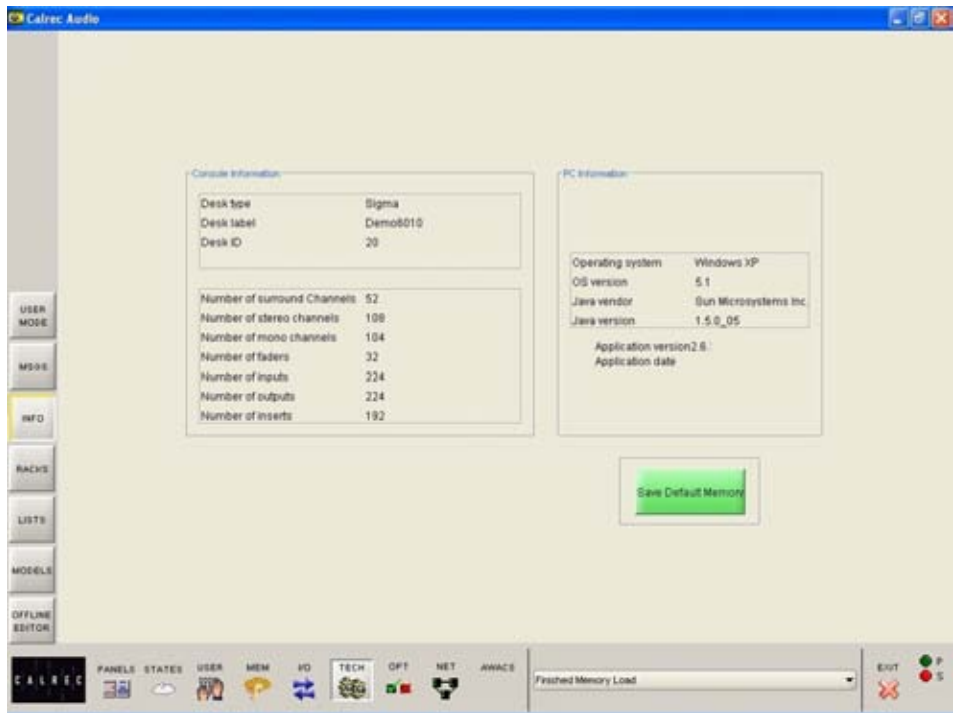 Calrec Audio
Console Information
Desk type Sigma
Desk label Demo6010
Desk ID 20
Number of surround Channels 52
Number of stereo channels 108
Number of mono channels 104
Number of faders 32
Number of inputs 224
Number of outputs 224
Number of inserts 192
PC Information
Operating system Windows XP
OS version 5.1
Java vendor Sun Microsystems Inc
Java version 1.5.0_05
Application version2.6.
Application date
Save Default Memory
USER MODE
MSGS
INFO
RACKS
LISTS
MODELS
OFFLINE EDITOR
CALREC
PANELS STATES USER MEM I/O TECH OPT NET AWACS
Finished Memory Load
EXIT
P
S